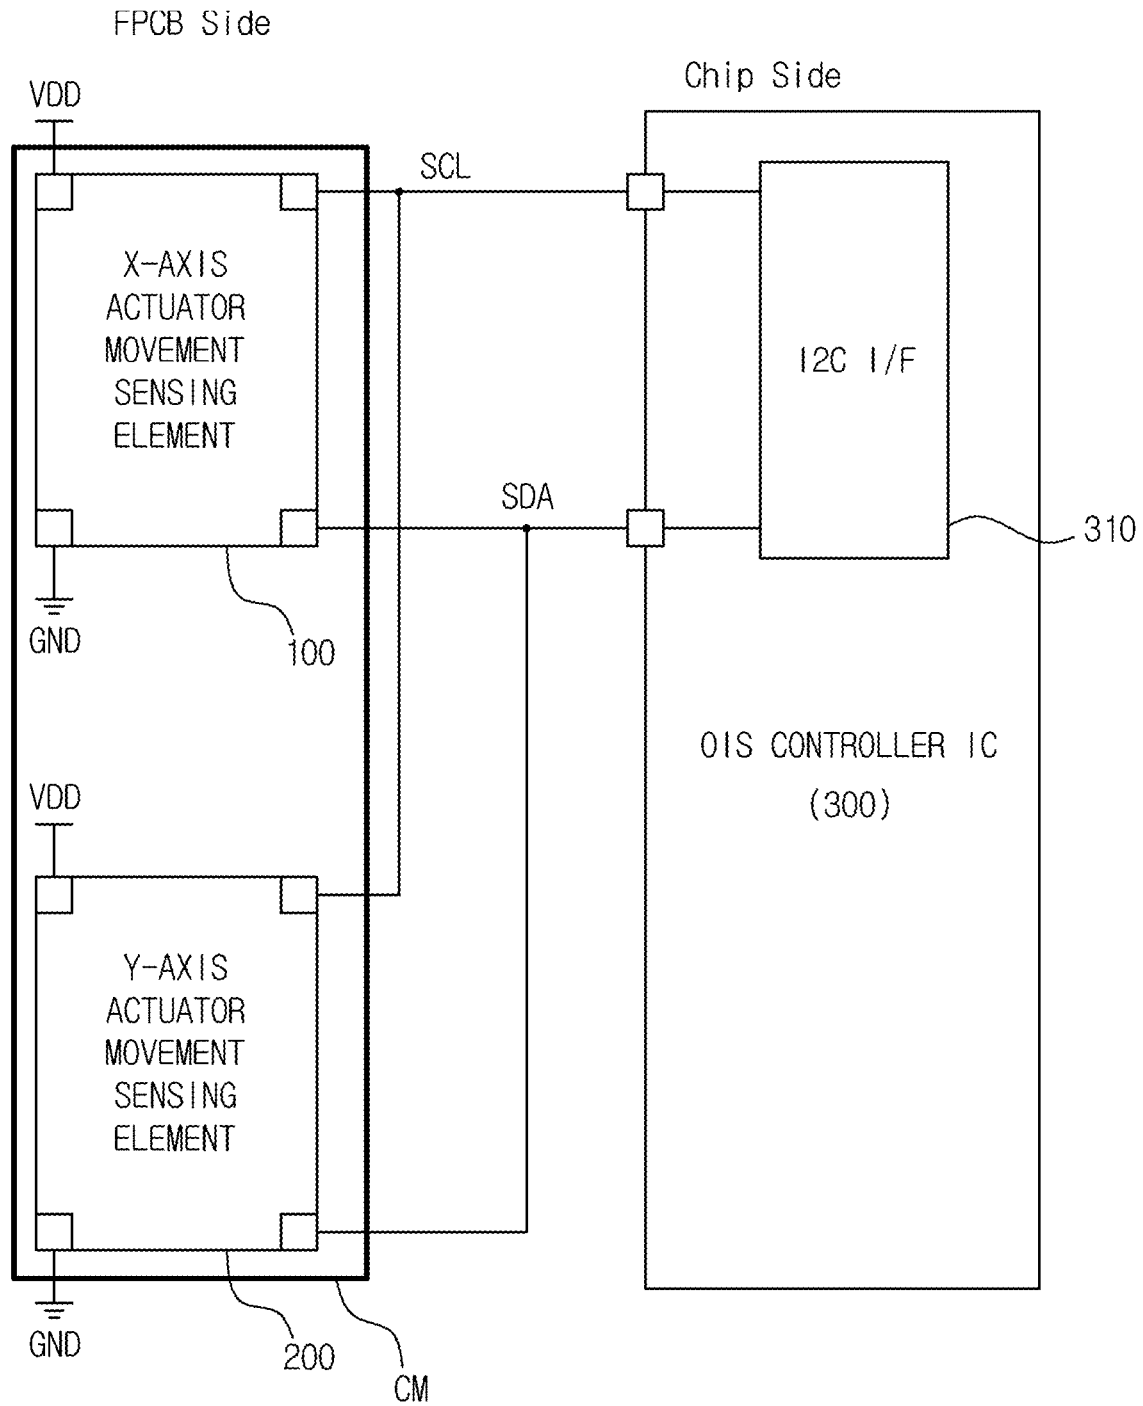 FPCB Side
Chip Side
VDD
SCL
X-AXIS
ACTUATOR
MOVEMENT
SENSING
ELEMENT
I2C I/F
SDA
310
GND
100
OIS CONTROLLER IC
(300)
VDD
Y-AXIS
ACTUATOR
MOVEMENT
SENSING
ELEMENT
GND
200
CM